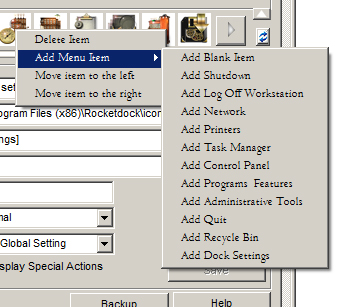 Delete Item
Add Menu Item
Move item to the left
Move item to the right
Add Blank Item
Add Shutdown
Add Log Off Workstation
Add Network
Add Printers
Add Task Manager
Add Control Panel
Add Programs Features
Add Administrative Tools
Add Quit
Add Recycle Bin
Add Dock Settings
set
ogram Files (x86)\Rocketdock\icon
ngs]
mal
Global Setting
splay Special Actions
Save
Backup
Help